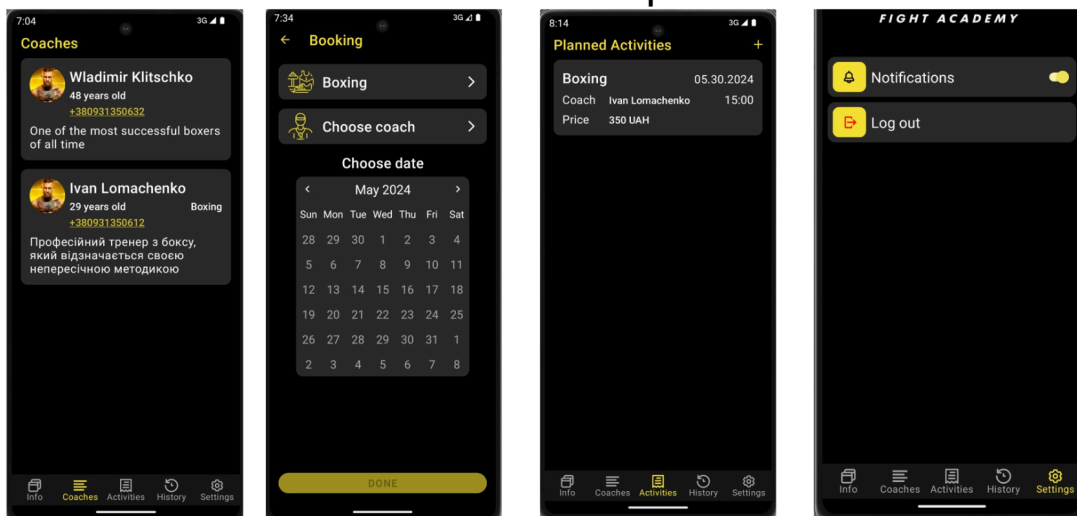 7:04 3G
Coaches
Wladimir Klitschko
48 years old
+380931350632
One of the most successful boxers
of all time
Ivan Lomachenko
29 years old Boxing
+380931350612
Професійний тренер з боксу,
який відзначається своєю
непересічною методикою
Info Coaches Activities History Settings
7:34 3G
Booking
Boxing
Choose coach
Choose date
May 2024
Sun Mon Tue Wed Thu Fri Sat
28 29 30 1 2 3 4
5 6 7 8 9 10 11
12 13 14 15 16 17 18
19 20 21 22 23 24 25
26 27 28 29 30 31 1
2 3 4 5 6 7 8
DONE
8:14 3G
Planned Activities +
Boxing 05.30.2024
Coach Ivan Lomachenko 15:00
Price 350 UAH
Info Coaches Activities History Settings
FIGHT ACADEMY
Notifications
Log out
Info Coaches Activities History Settings